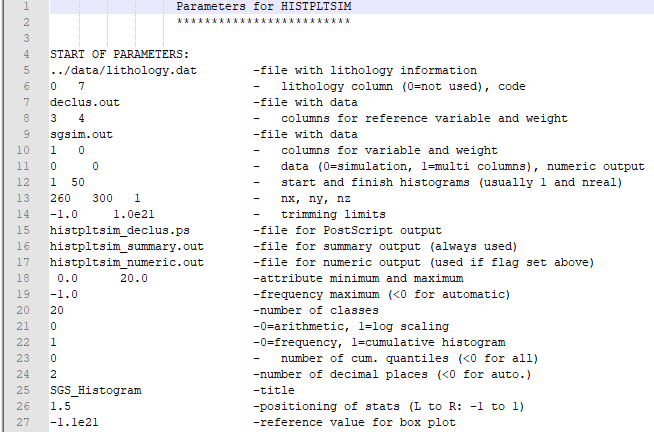 1 Parameters for HISTPLTSIM
2 *************************
3
4 START OF PARAMETERS:
5 ../data/lithology.dat -file with lithology information
6 0 7 - lithology column (0=not used), code
7 declus.out -file with data
8 3 4 - columns for reference variable and weight
9 sgsim.out -file with data
10 1 0 - columns for variable and weight
11 0 0 - data (0=simulation, 1=multi columns), numeric output
12 1 50 - start and finish histograms (usually 1 and nreal)
13 260 300 1 - nx, ny, nz
14 -1.0 1.0e21 - trimming limits
15 histpltsim_declus.ps -file for PostScript output
16 histpltsim_summary.out -file for summary output (always used)
17 histpltsim_numeric.out -file for numeric output (used if flag set above)
18 0.0 20.0 -attribute minimum and maximum
19 -1.0 -frequency maximum (<0 for automatic)
20 20 -number of classes
21 0 -0=arithmetic, 1=log scaling
22 1 -0=frequency, 1=cumulative histogram
23 0 - number of cum. quantiles (<0 for all)
24 2 -number of decimal places (<0 for auto.)
25 SGS_Histogram -title
26 1.5 -positioning of stats (L to R: -1 to 1)
27 -1.1e21 -reference value for box plot